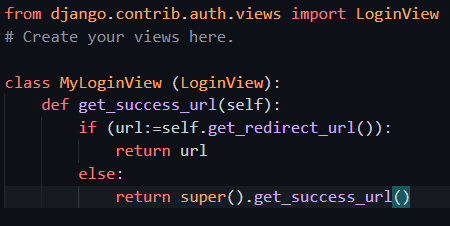 from django.contrib.auth.views import LoginView
# Create your views here.
class MyLoginView (LoginView):
def get_success_url(self):
if (url:=self.get_redirect_url()):
return url
else:
return super().get_success_url()